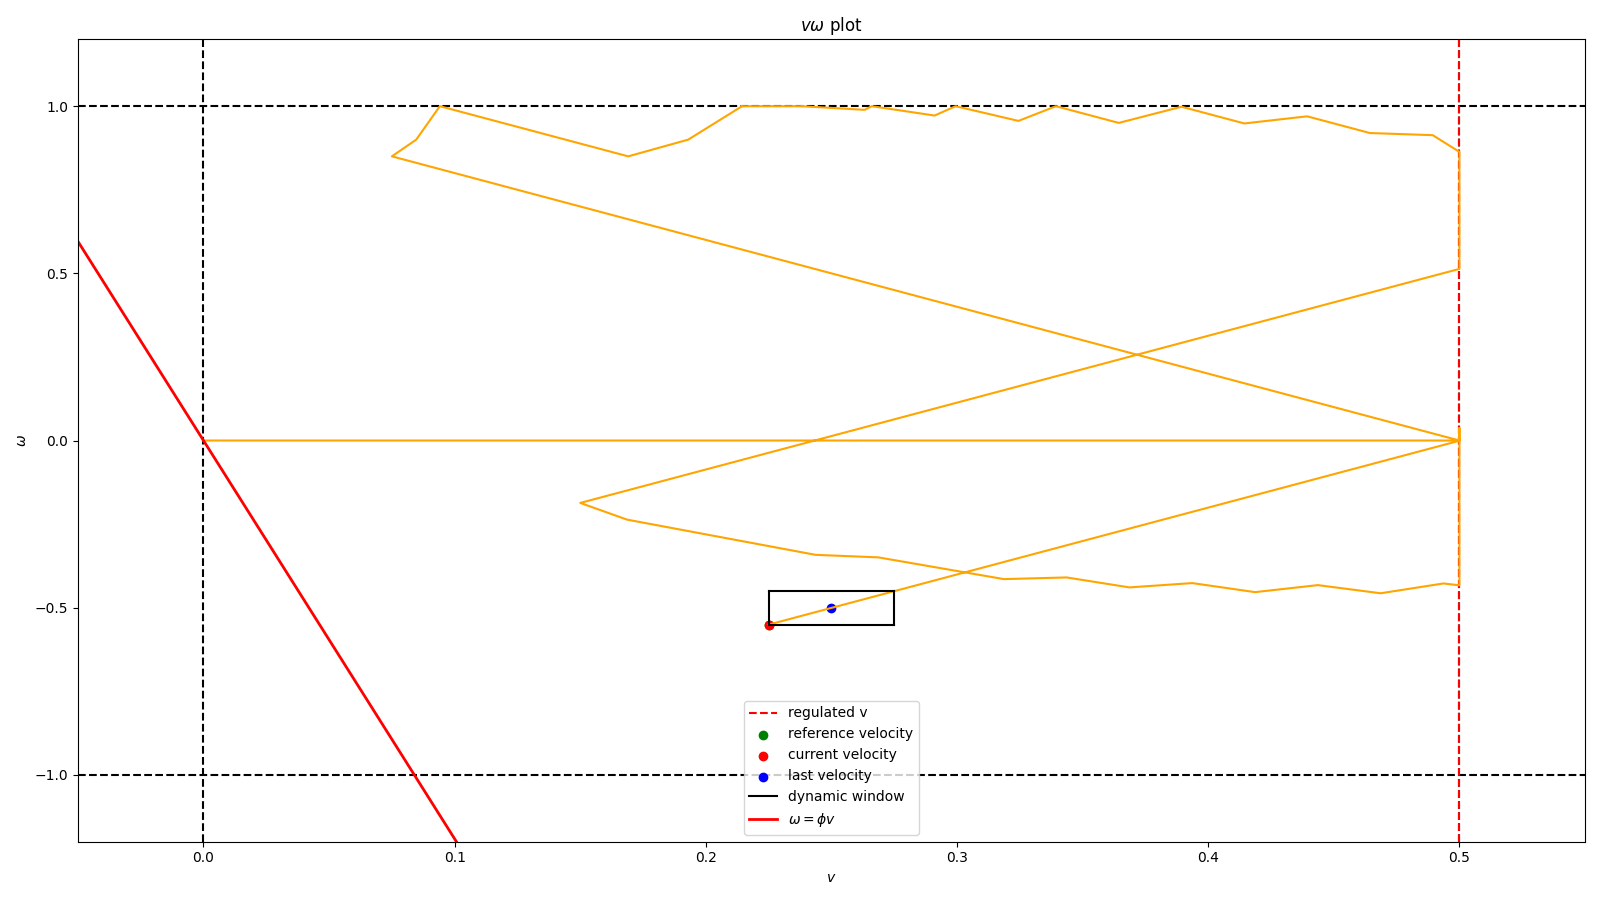 vω plot
1.0
0.5
0.0
−0.5
−1.0
ω
regulated v
reference velocity
current velocity
last velocity
dynamic window
ω = ϕv
0.0 0.1 0.2 0.3 0.4 0.5
v